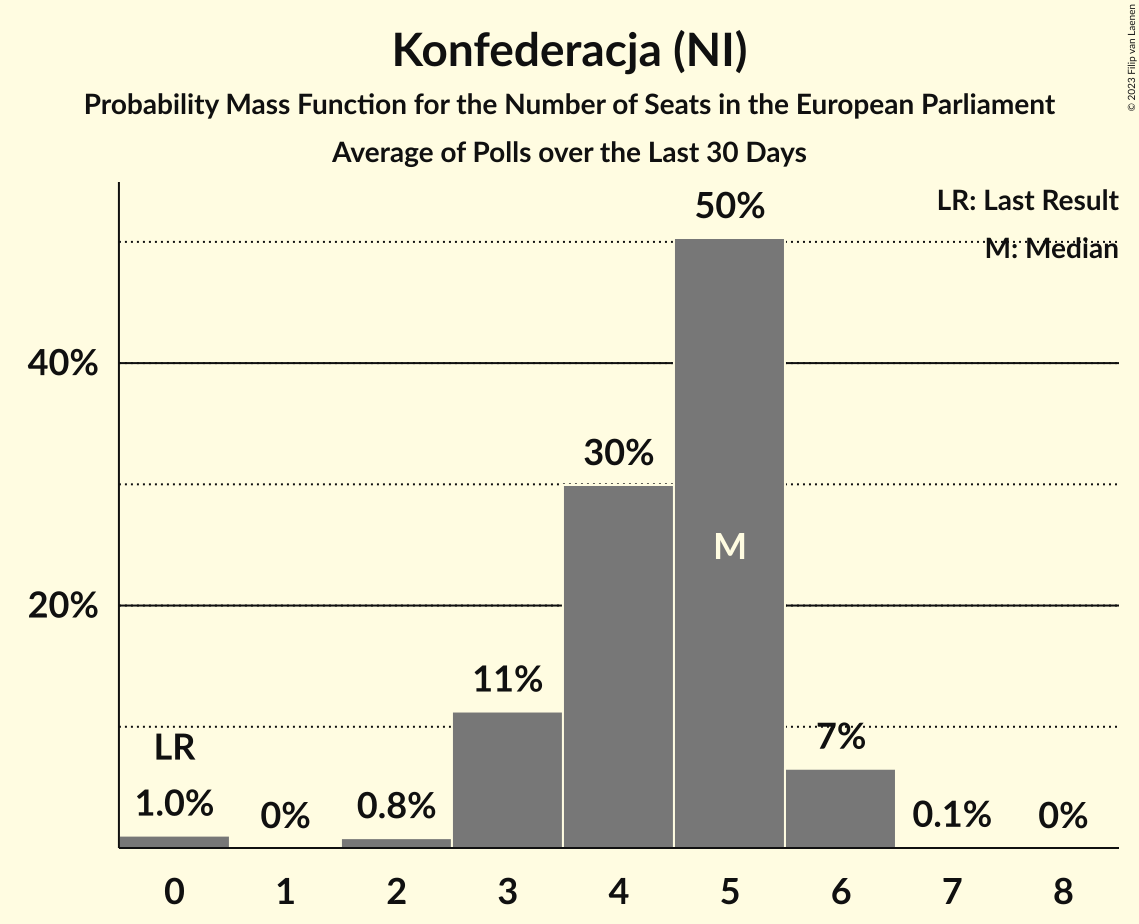 Konfederacja (NI)
Probability Mass Function for the Number of Seats in the European Parliament
Average of Polls over the Last 30 Days
© 2023 Filip van Laenen
LR: Last Result
M: Median
50%
40%
30%
M
20%
11%
7%
LR
1.0%
0%
0.8%
0.1%
0%
0 1 2 3 4 5 6 7 8